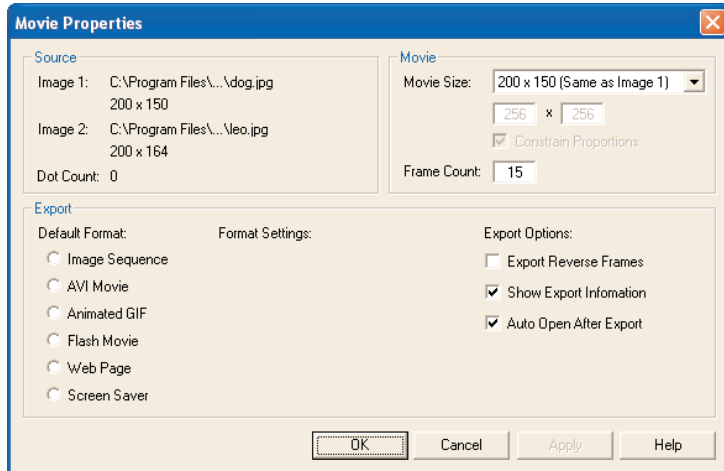 Movie Properties
Source
Image 1: C:\Program Files\...\dog.jpg
200 x 150
Image 2: C:\Program Files\...\leo.jpg
200 x 164
Dot Count: 0
Movie
Movie Size: 200 x 150 (Same as Image 1)
256 x 256
Constrain Proportions
Frame Count: 15
Export
Default Format:
Image Sequence
AVI Movie
Animated GIF
Flash Movie
Web Page
Screen Saver
Format Settings:
Export Options:
Export Reverse Frames
Show Export Infomation
Auto Open After Export
OK Cancel Apply Help